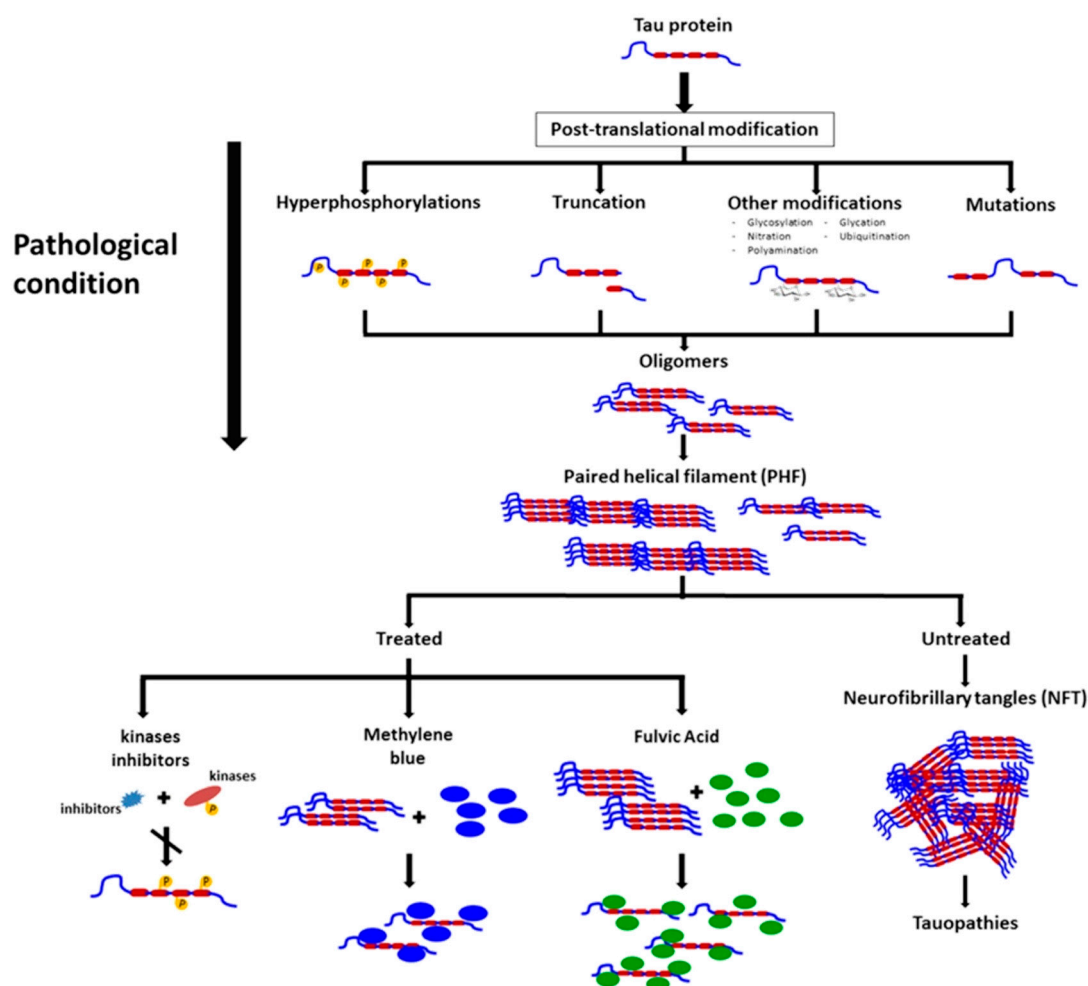 Tau protein
Post-translational modification
Hyperphosphorylations
Truncation
Other modifications
- Glycosylation - Glycation
- Nitration - Ubiquitination
- Polyamination
Mutations
Pathological
condition
P
P
P
P
P
Oligomers
Paired helical filament (PHF)
Treated
Untreated
kinases
inhibitors
Methylene
blue
Fulvic Acid
Neurofibrillary tangles (NFT)
kinases
inhibitors
+
P
+
+
P
P
P
Tauopathies